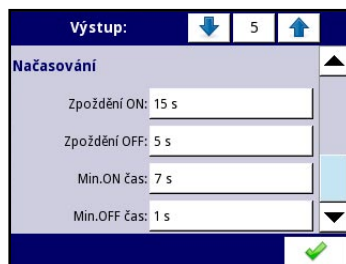 Výstup: 5
Načasování
Zpoždění ON: 15 s
Zpoždění OFF: 5 s
Min.ON čas: 7 s
Min.OFF čas: 1 s